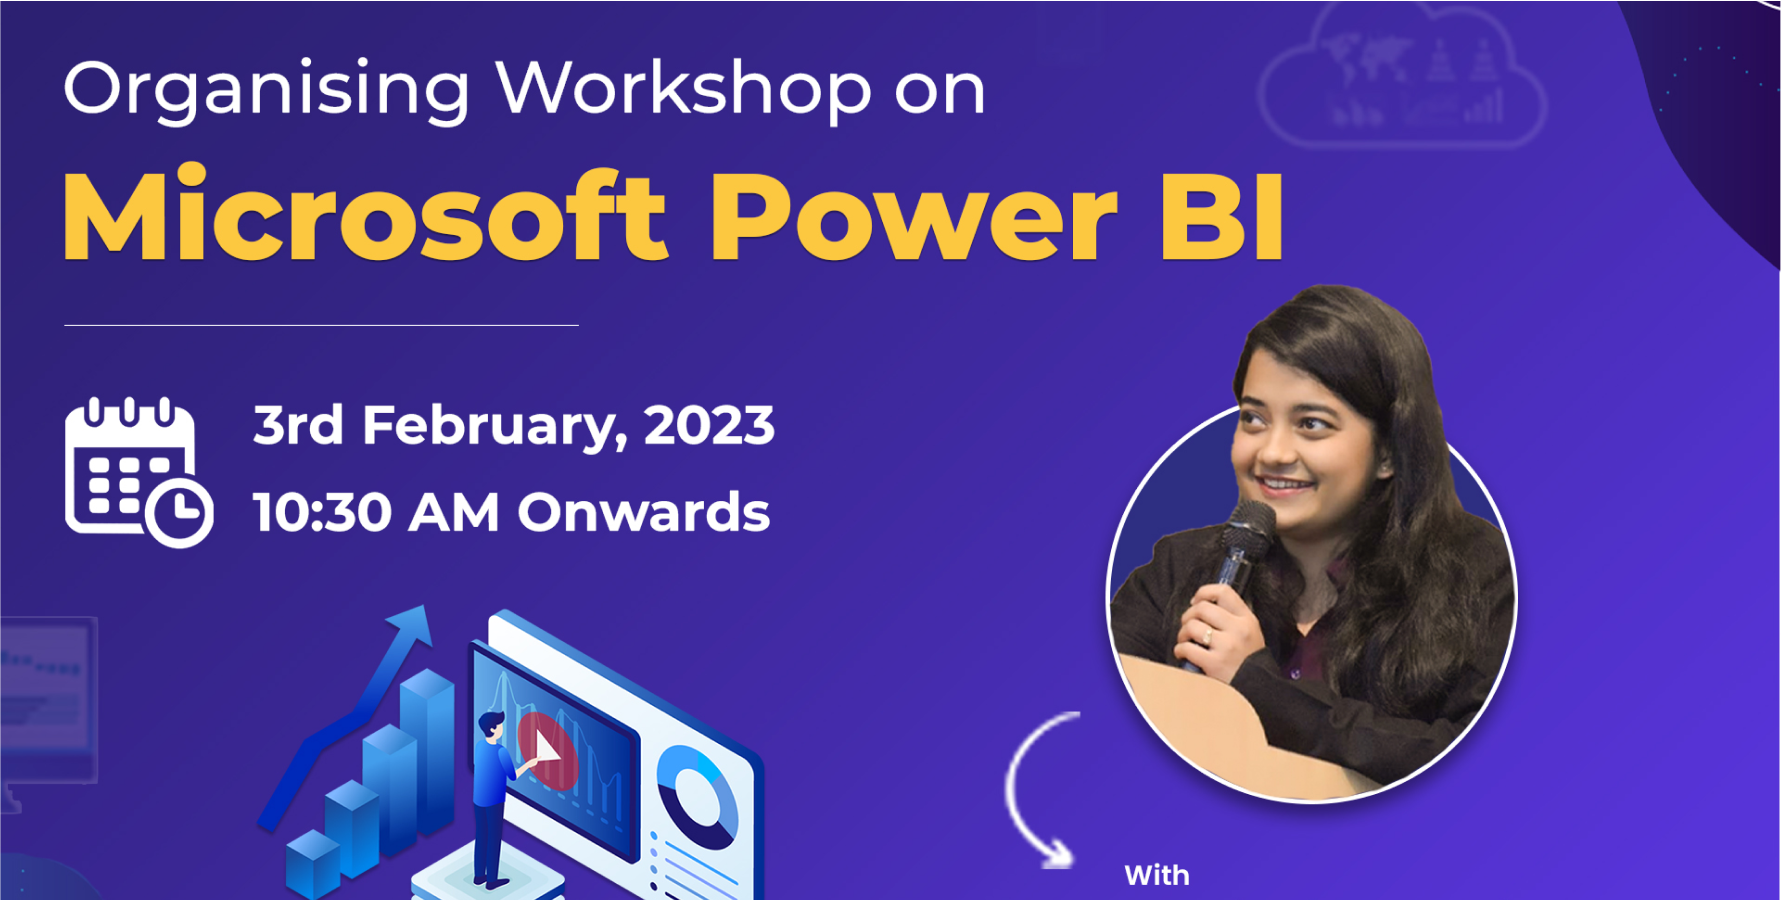 Organising Workshop on
Microsoft Power BI
3rd February, 2023
10:30 AM Onwards
With